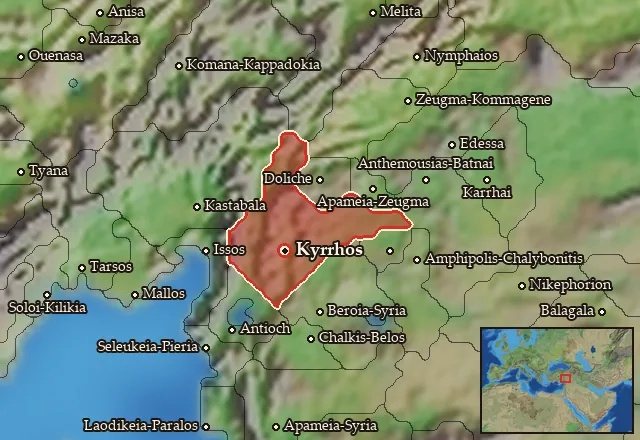 Anisa
Melita
Mazaka
Ouenasa
Nymphaios
Komana-Kappadokia
Zeugma-Kommagene
Edessa
Anthemousias-Batnai
Tyana
Doliche
Karrhai
Kastabala
Apameia-Zeugma
Issos
Kyrrhos
Amphipolis-Chalybonitis
Tarsos
Nikephorion
Mallos
Soloi-Kilikia
Beroia-Syria
Balagala
Antioch
Chalkis-Belos
Seleukeia-Pieria
Laodikeia-Paralos
Apameia-Syria